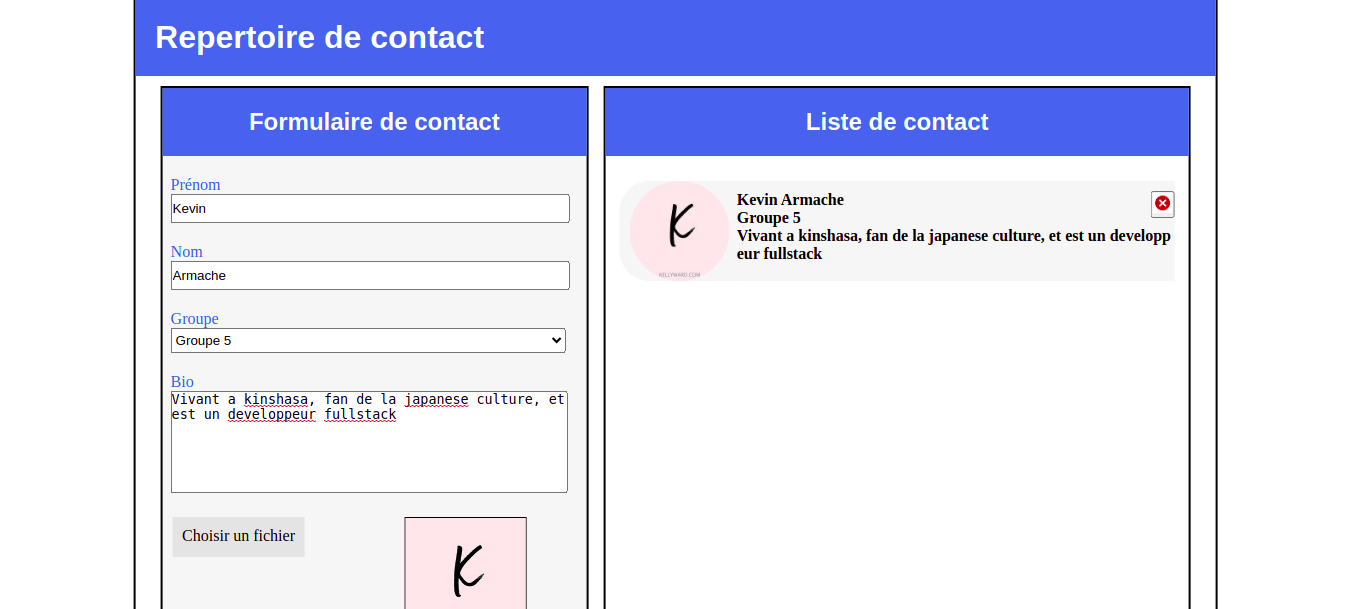 Repertoire de contact
Formulaire de contact
Prénom
Kevin
Nom
Armache
Groupe
Groupe 5
Bio
Vivant a kinshasa, fan de la japanese culture, et
est un developpeur fullstack
Choisir un fichier
K
Liste de contact
K
KELLYWARD.COM
Kevin Armache
Groupe 5
Vivant a kinshasa, fan de la japanese culture, et est un developp
eur fullstack